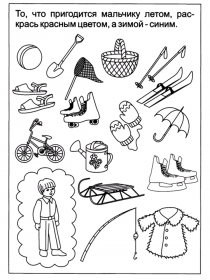 То, что пригодится мальчику летом, рас-
крась красным цветом, а зимой - синим.